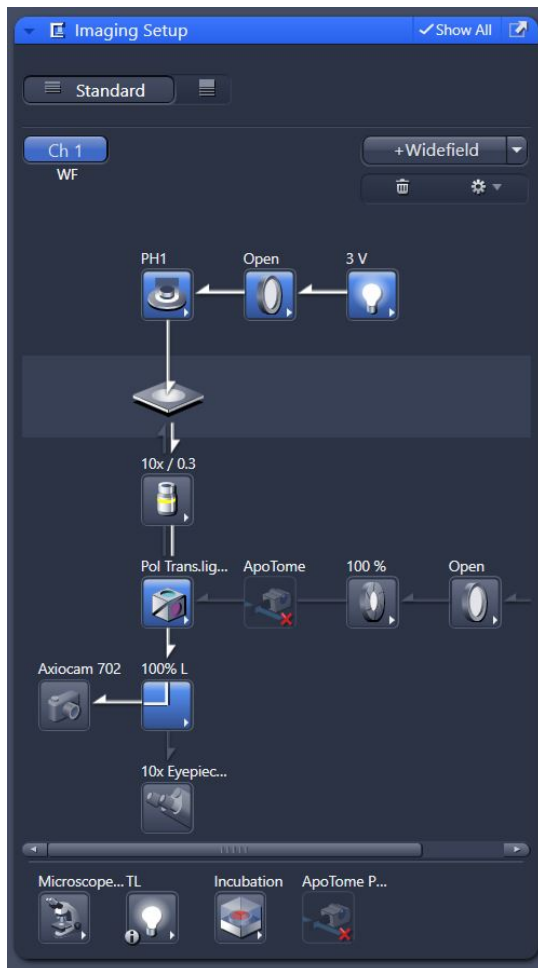 Imaging Setup
Show All
Standard
Ch 1
+Widefield
WF
PH1
Open
3 V
10x / 0.3
Pol Trans.lig...
ApoTome
100 %
Open
Axiocam 702
100% L
10x Eyepiec...
Microscope...
TL
Incubation
ApoTome P...